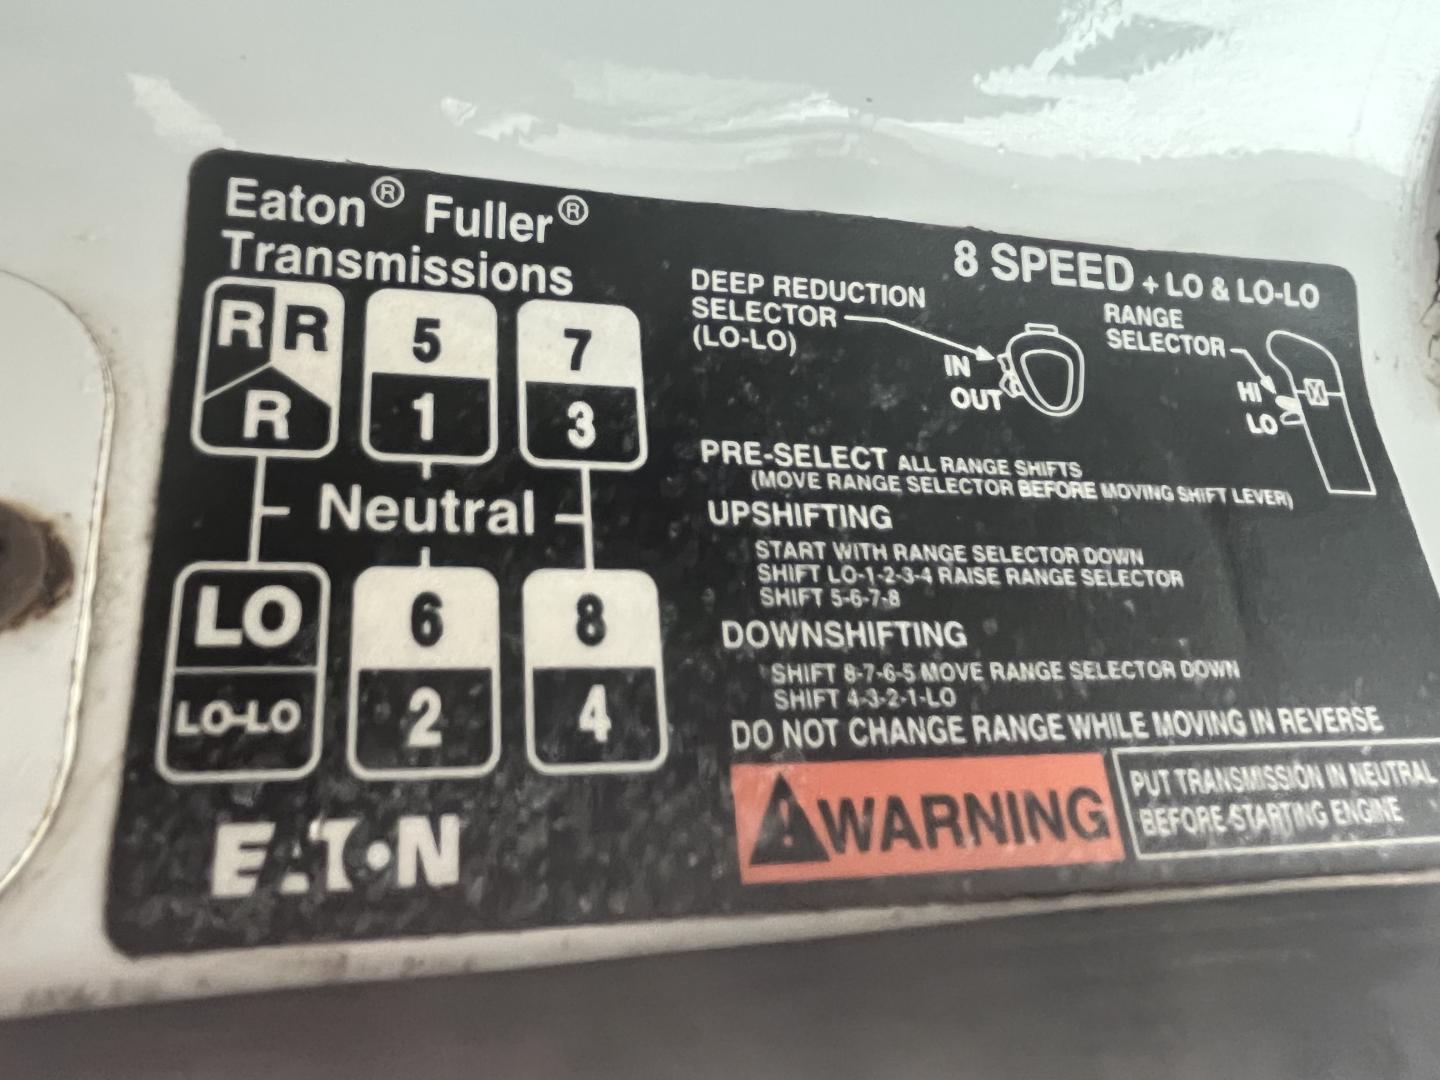 Eaton® Fuller®
Transmissions
R R
R
5
1
7
3
Neutral
LO
LO-LO
6
2
8
4
EATON
8 SPEED + LO & LO-LO
DEEP REDUCTION
SELECTOR
(LO-LO)
IN
OUT
RANGE
SELECTOR
HI
LO
PRE-SELECT ALL RANGE SHIFTS
(MOVE RANGE SELECTOR BEFORE MOVING SHIFT LEVER)
UPSHIFTING
START WITH RANGE SELECTOR DOWN
SHIFT LO-1-2-3-4 RAISE RANGE SELECTOR
SHIFT 5-6-7-8
DOWNSHIFTING
SHIFT 8-7-6-5 MOVE RANGE SELECTOR DOWN
SHIFT 4-3-2-1-LO
DO NOT CHANGE RANGE WHILE MOVING IN REVERSE
WARNING
PUT TRANSMISSION IN NEUTRAL
BEFORE STARTING ENGINE